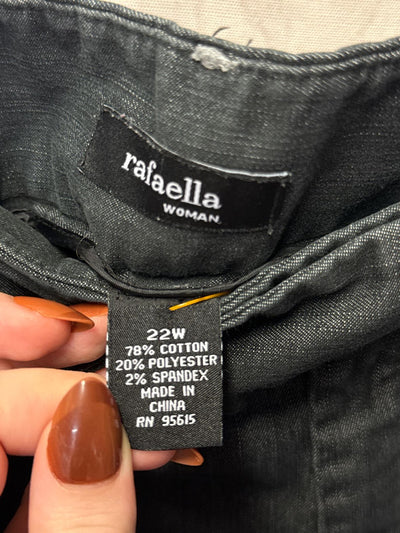 rafaella
WOMAN.
22W
78% COTTON
20% POLYESTER
2% SPANDEX
MADE IN
CHINA
RN 95615